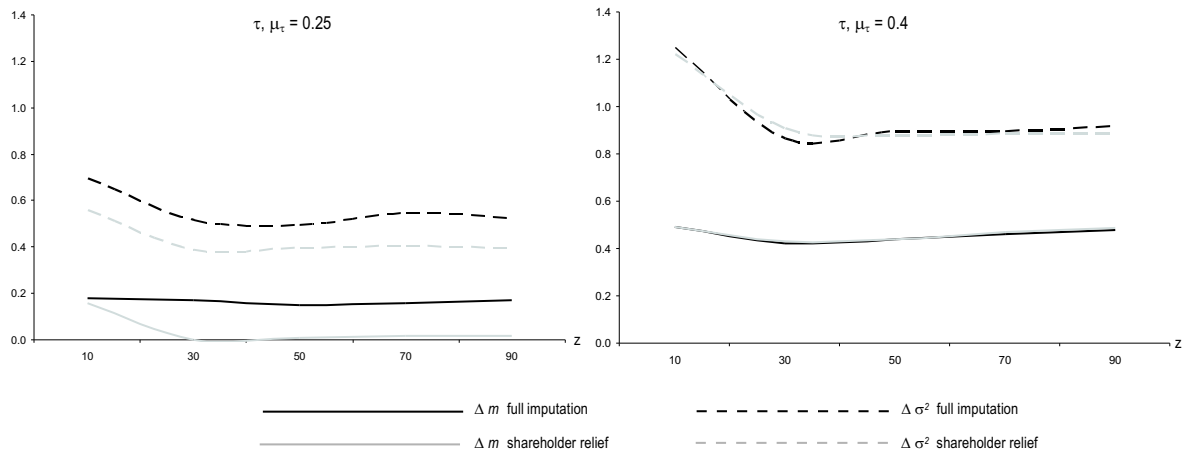 τ, μτ = 0.25
1.4
1.2
1.0
0.8
0.6
0.4
0.2
0.0
10 30 50 70 90 z
τ, μτ = 0.4
1.4
1.2
1.0
0.8
0.6
0.4
0.2
0.0
10 30 50 70 90 z
Δ m full imputation
Δ σ² full imputation
Δ m shareholder relief
Δ σ² shareholder relief